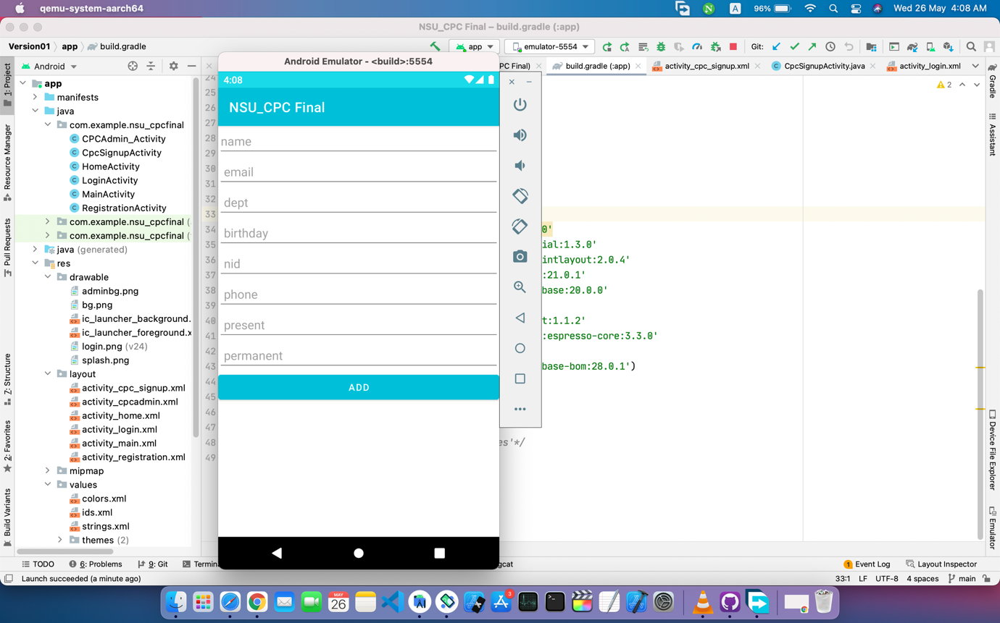 qemu-system-aarch64
A
96%
Wed 26 May 4:08 AM
NSU_CPC Final – build.gradle (:app)
Version01
app
build.gradle
app
emulator-5554
Git:
Android
Android Emulator - <build>:5554
PC Final)
build.gradle (:app)
activity_cpc_signup.xml
CpcSignupActivity.java
activity_login.xml
1: Project
Resource Manager
Pull Requests
7: Structure
2: Favorites
Build Variants
app
manifests
java
com.example.nsu_cpcfinal
CPCAdmin_Activity
CpcSignupActivity
HomeActivity
LoginActivity
MainActivity
RegistrationActivity
com.example.nsu_cpcfinal (
com.example.nsu_cpcfinal (
java (generated)
res
drawable
adminbg.png
bg.png
ic_launcher_background.
ic_launcher_foreground.x
login.png (v24)
splash.png
layout
activity_cpc_signup.xml
activity_cpcadmin.xml
activity_home.xml
activity_login.xml
activity_main.xml
activity_registration.xml
mipmap
values
colors.xml
ids.xml
strings.xml
themes (2)
24
25
26
27
28
29
30
31
32
33
34
35
36
37
38
39
40
41
42
43
44
45
46
47
48
49
4:08
NSU_CPC Final
name
email
dept
birthday
nid
phone
present
permanent
ADD
2
0'
ial:1.3.0'
intlayout:2.0.4'
:21.0.1'
base:20.0.0'
t:1.1.2'
:espresso-core:3.3.0'
base-bom:28.0.1')
es'*/
Gradle
Assistant
Device File Explorer
Emulator
TODO
6: Problems
9: Git
Termin
gcat
1
Event Log
Layout Inspector
Launch succeeded (a minute ago)
33:1
LF
UTF-8
4 spaces
main
MAY
26
3